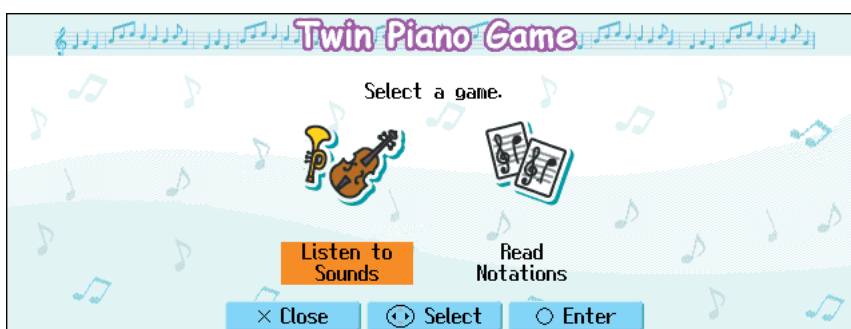 Twin Piano Game
Select a game.
Listen to
Sounds
Read
Notations
× Close
Select
○ Enter